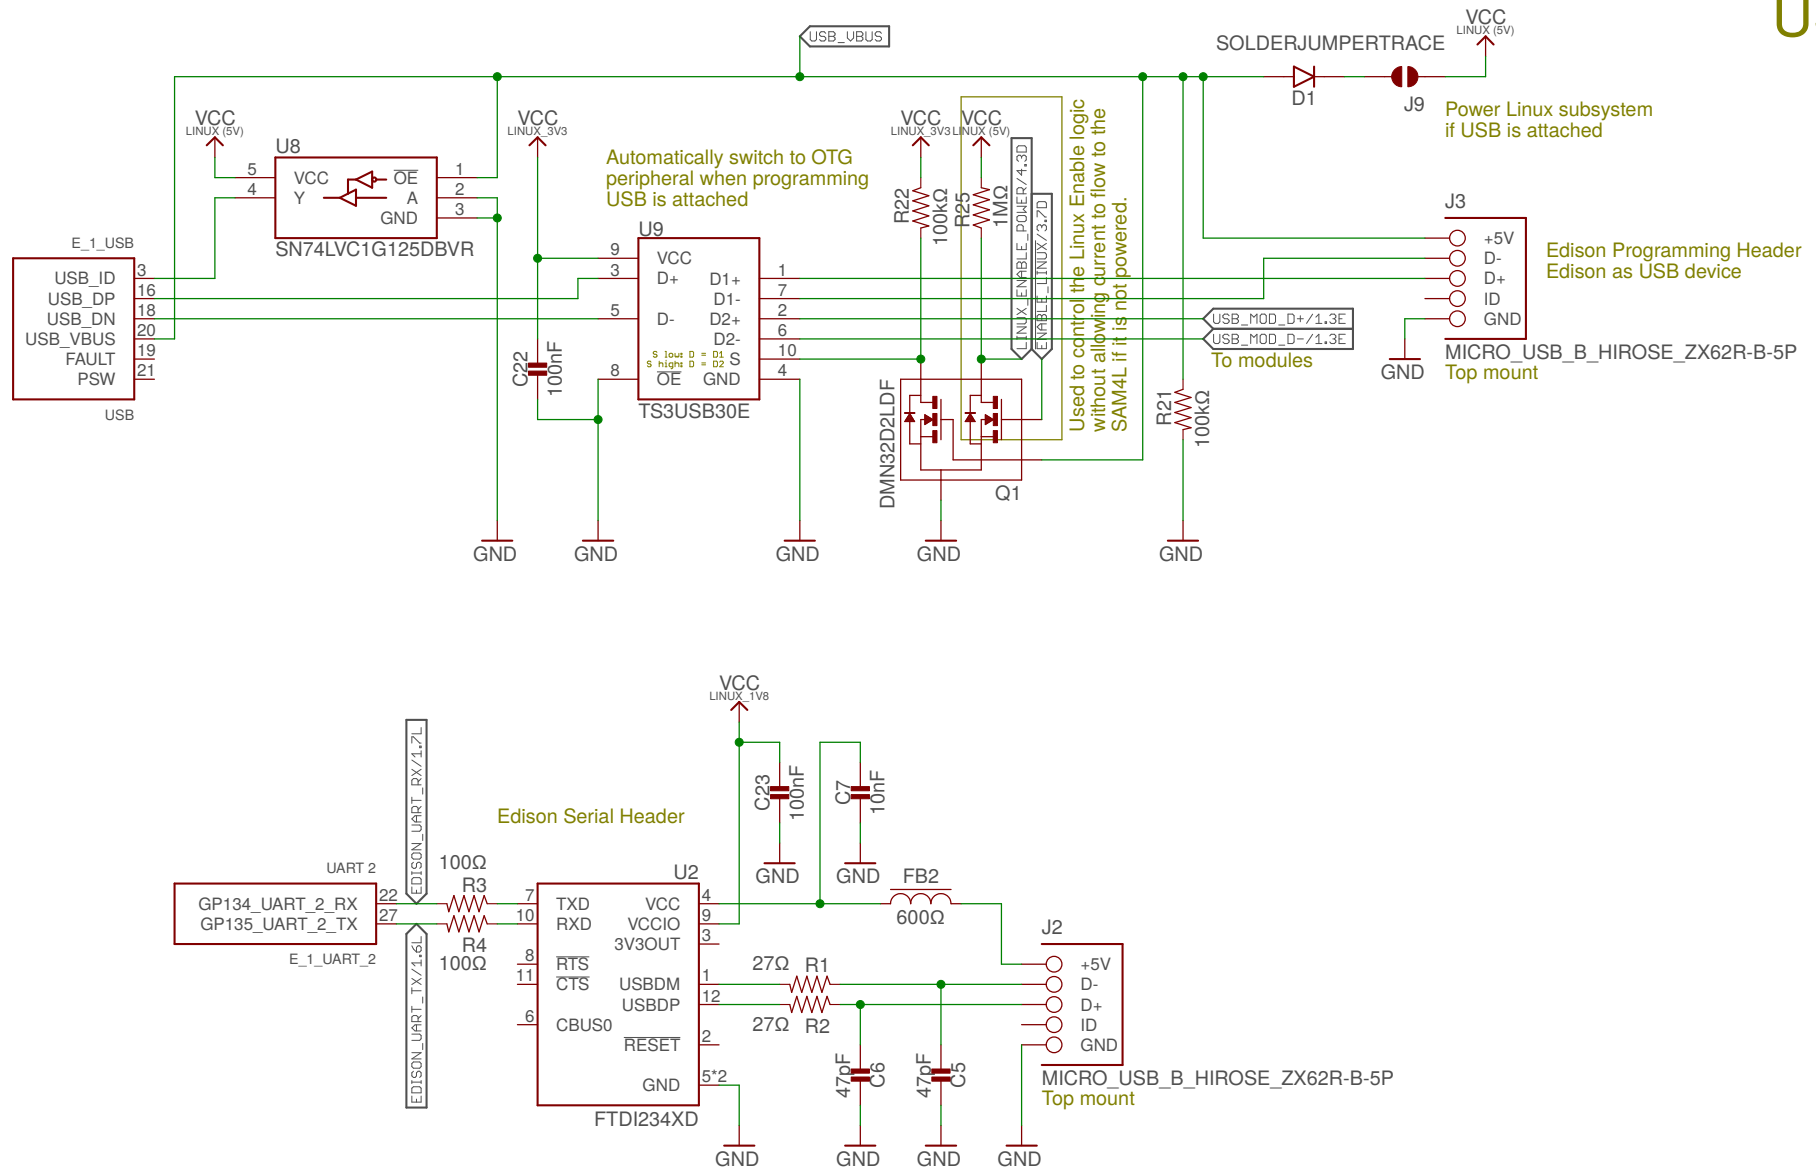 U
USB_VBUS
VCC
LINUX (5V)
SOLDERJUMPERTRACE
D1
J9
Power Linux subsystem
if USB is attached
VCC
LINUX (5V)
U8
5
4
VCC
Y
OE
A
GND
1
2
3
SN74LVC1G125DBVR
VCC
LINUX_3V3
Automatically switch to OTG
peripheral when programming
USB is attached
VCC
LINUX_3V3
VCC
LINUX (5V)
R22
100kΩ
R25
1MΩ
LINUX_ENABLE_POWER/4.3D
ENABLE_LINUX/3.7D
Used to control the Linux Enable logic
without allowing current to flow to the
SAM4L if it is not powered.
E_1_USB
USB_ID
USB_DP
USB_DN
USB_VBUS
FAULT
PSW
3
16
18
20
19
21
USB
C22
100nF
U9
9
3
5
8
VCC
D+
D-
OE
D1+
D1-
D2+
D2-
S
GND
S low: D = D1
S high: D = D2
1
7
2
6
10
4
TS3USB30E
DMN32D2LDF
Q1
R21
100kΩ
USB_MOD_D+/1.3E
USB_MOD_D-/1.3E
To modules
J3
+5V
D-
D+
ID
GND
MICRO_USB_B_HIROSE_ZX62R-B-5P
Top mount
Edison Programming Header
Edison as USB device
GND
GND
GND
GND
GND
GND
VCC
LINUX_1V8
C23
100nF
C7
10nF
GND
GND
Edison Serial Header
EDISON_UART_RX/1.7L
EDISON_UART_TX/1.6L
UART 2
GP134_UART_2_RX
GP135_UART_2_TX
22
27
E_1_UART_2
100Ω
R3
R4
100Ω
U2
7
10
8
11
6
TXD
RXD
RTS
CTS
CBUS0
VCC
VCCIO
3V3OUT
USBDM
USBDP
RESET
GND
4
9
3
1
12
2
5*2
FTDI234XD
FB2
600Ω
27Ω
R1
27Ω
R2
47pF
C6
47pF
C5
J2
+5V
D-
D+
ID
GND
MICRO_USB_B_HIROSE_ZX62R-B-5P
Top mount
GND
GND
GND
GND